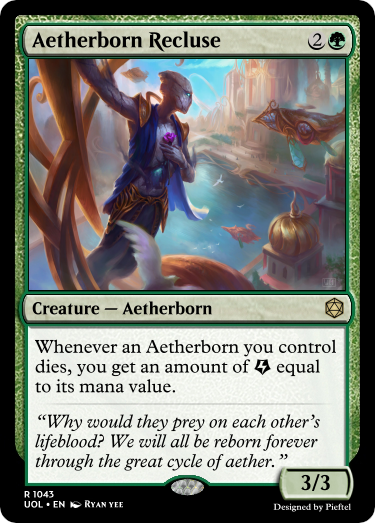 Aetherborn Recluse 2
Creature — Aetherborn
Whenever an Aetherborn you control
dies, you get an amount of equal
to its mana value.
“Why would they prey on each other’s
lifeblood? We will all be reborn forever
through the great cycle of aether.”
3/3
R 1043
UOL • EN Ryan Yee
Designed by Pieftel